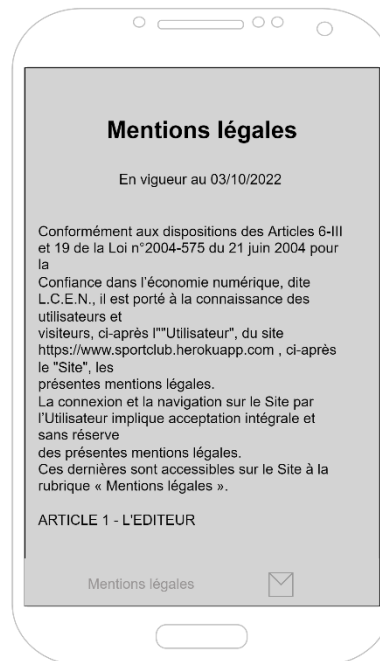 Mentions légales
En vigueur au 03/10/2022
Conformément aux dispositions des Articles 6-III
et 19 de la Loi n°2004-575 du 21 juin 2004 pour
la
Confiance dans l'économie numérique, dite
L.C.E.N., il est porté à la connaissance des
utilisateurs et
visiteurs, ci-après l""Utilisateur", du site
https://www.sportclub.herokuapp.com , ci-après
le "Site", les
présentes mentions légales.
La connexion et la navigation sur le Site par
l'Utilisateur implique acceptation intégrale et
sans réserve
des présentes mentions légales.
Ces dernières sont accessibles sur le Site à la
rubrique « Mentions légales ».
ARTICLE 1 - L'EDITEUR
Mentions légales